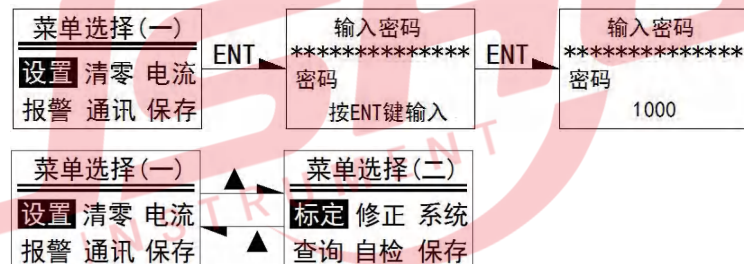 菜单选择(一)
设置 清零 电流
报警 通讯 保存
ENT
输入密码
**************
密码
按ENT键输入
ENT
输入密码
**************
密码
1000
菜单选择(一)
设置 清零 电流
报警 通讯 保存
▲
▲
菜单选择(二)
标定 修正 系统
查询 自检 保存
INSTRUMENT